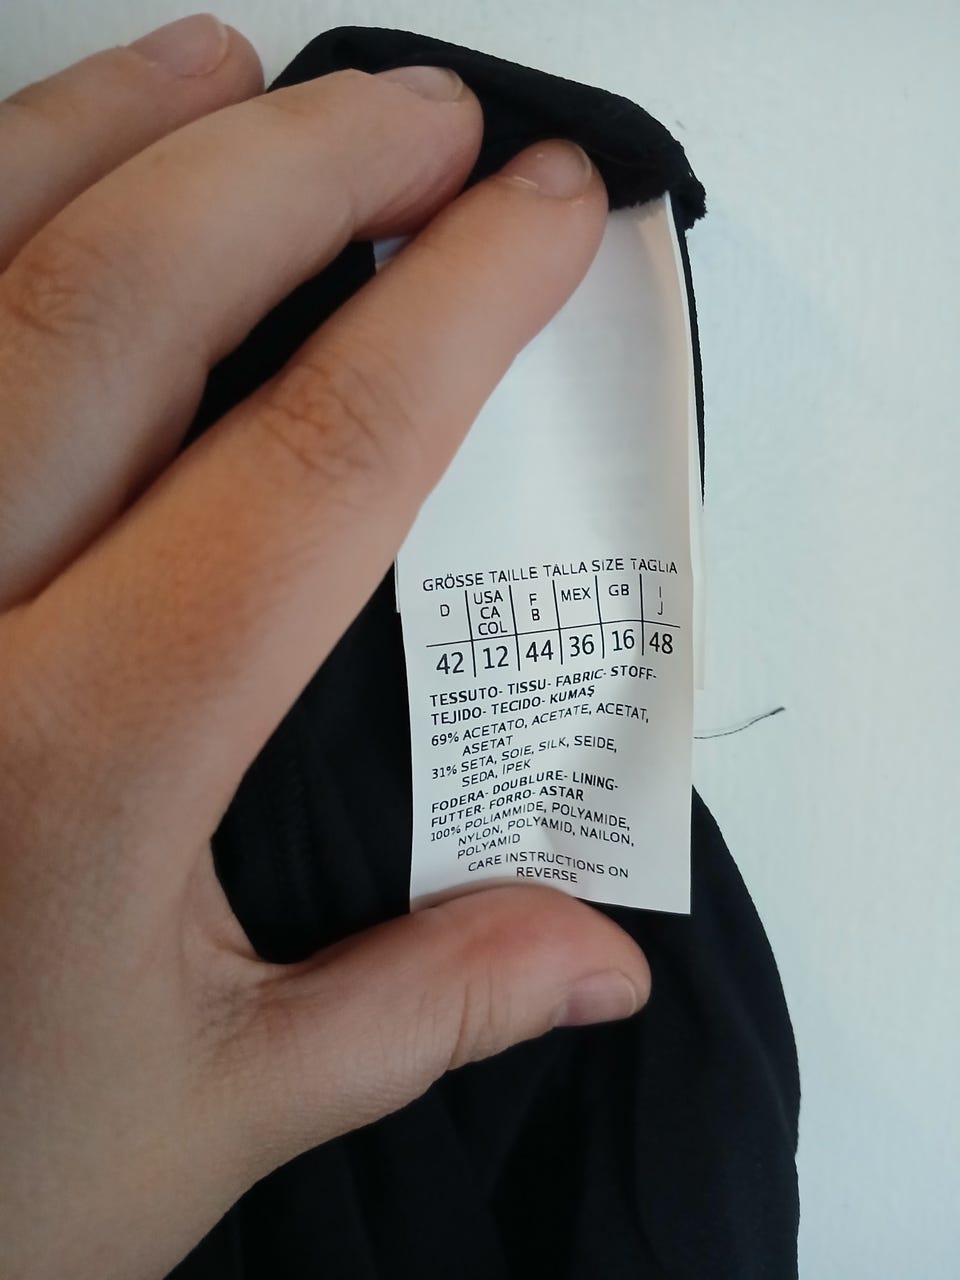 GRÖSSE TAILLE TALLA SIZE TAGLIA
D USA CA COL F B MEX GB I J
42 12 44 36 16 48
TESSUTO- TISSU- FABRIC- STOFF-
TEJIDO- TECIDO- KUMAŞ
69% ACETATO, ACETATE, ACETAT,
ASETAT
31% SETA, SOIE, SILK, SEIDE,
SEDA, İPEK
FODERA- DOUBLURE- LINING-
FUTTER- FORRO- ASTAR
100% POLIAMMIDE, POLYAMIDE,
NYLON, POLYAMID, NAILON,
POLYAMID
CARE INSTRUCTIONS ON
REVERSE